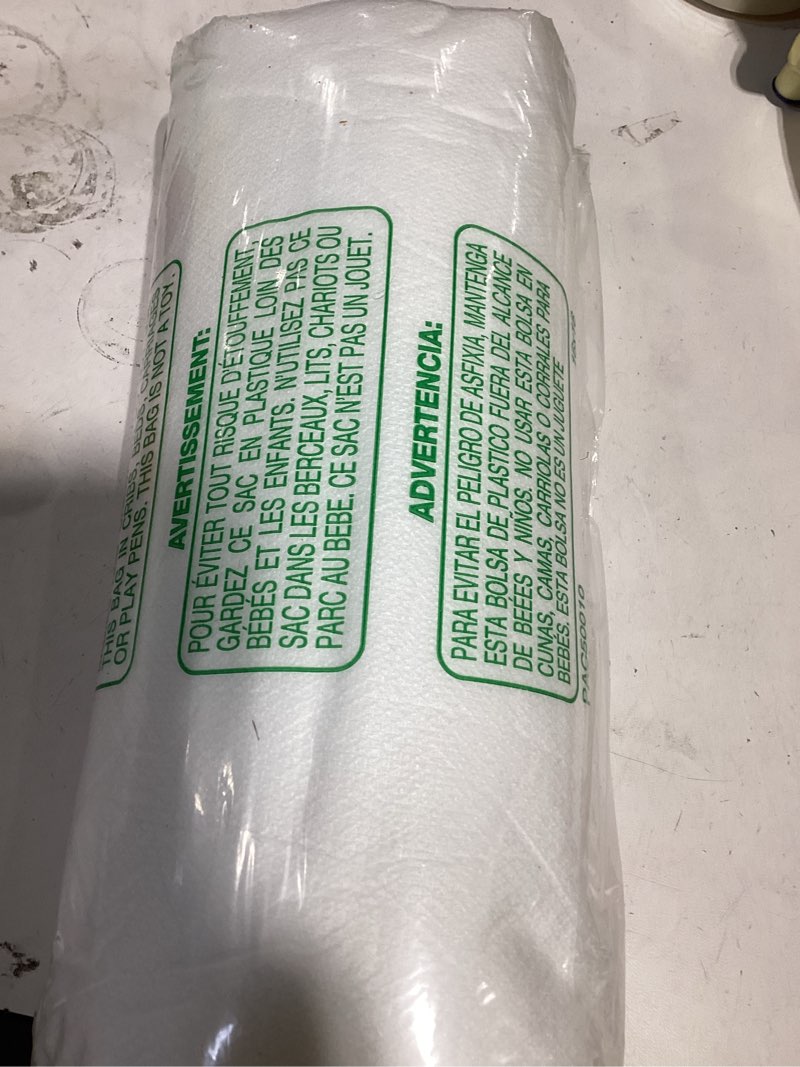 THIS BAG IN CRIBS, BEDS, CARRIAGES
OR PLAY PENS. THIS BAG IS NOT A TOY.
AVERTISSEMENT:
POUR ÉVITER TOUT RISQUE D'ÉTOUFFEMENT,
GARDEZ CE SAC EN PLASTIQUE LOIN DES
BÉBÉS ET LES ENFANTS. N'UTILISEZ PAS CE
SAC DANS LES BERCEAUX, LITS, CHARIOTS OU
PARC AU BEBE. CE SAC N'EST PAS UN JOUET.
ADVERTENCIA:
PARA EVITAR EL PELIGRO DE ASFIXIA, MANTENGA
ESTA BOLSA DE PLASTICO FUERA DEL ALCANCE
DE BEÉES Y NIÑOS. NO USAR ESTA BOLSA EN
CUNAS, CAMAS, CARRIOLAS O CORRALES PARA
BEBÉS. ESTA BOLSA NO ES UN JUGUETE
PAC50010